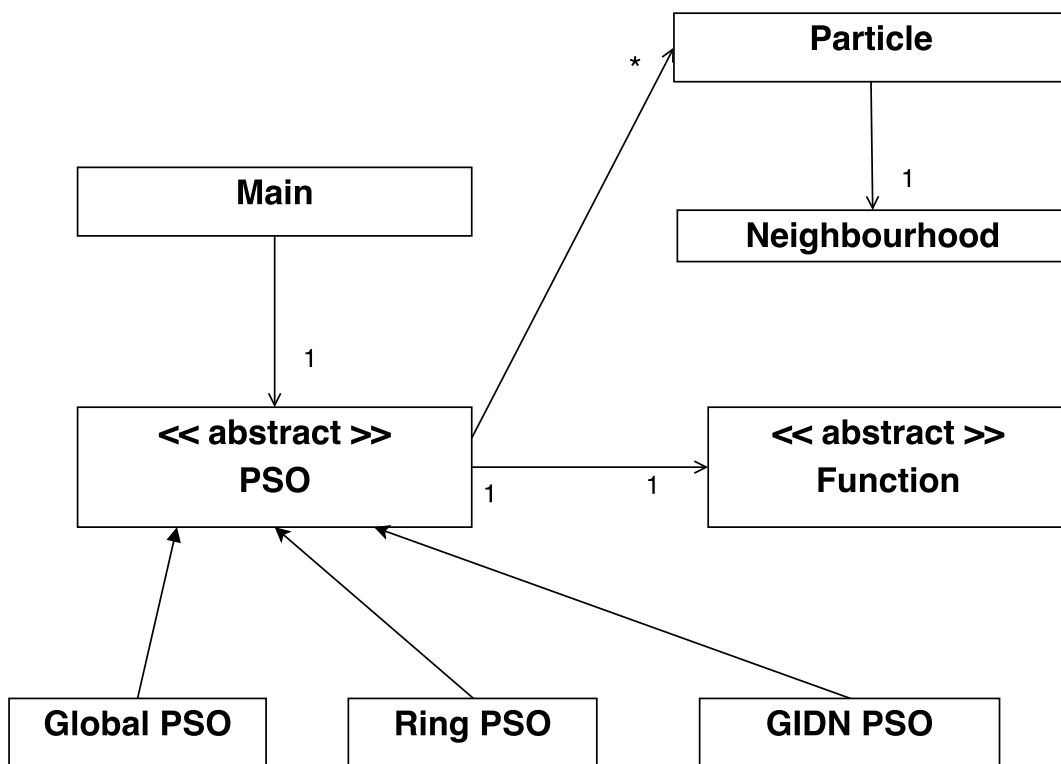 Particle
*
1
Neighbourhood
Main
1
<< abstract >>
PSO
1
1
<< abstract >>
Function
Global PSO
Ring PSO
GIDN PSO